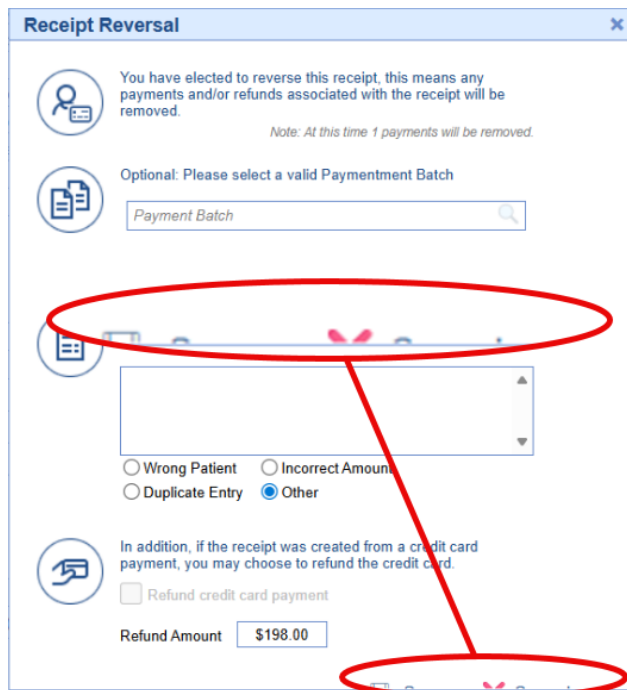 Receipt Reversal
You have elected to reverse this receipt, this means any
payments and/or refunds associated with the receipt will be
removed.
Note: At this time 1 payments will be removed.
Optional: Please select a valid Paymentment Batch
Payment Batch
Wrong Patient Incorrect Amount
Duplicate Entry Other
In addition, if the receipt was created from a credit card
payment, you may choose to refund the credit card.
Refund credit card payment
Refund Amount $198.00